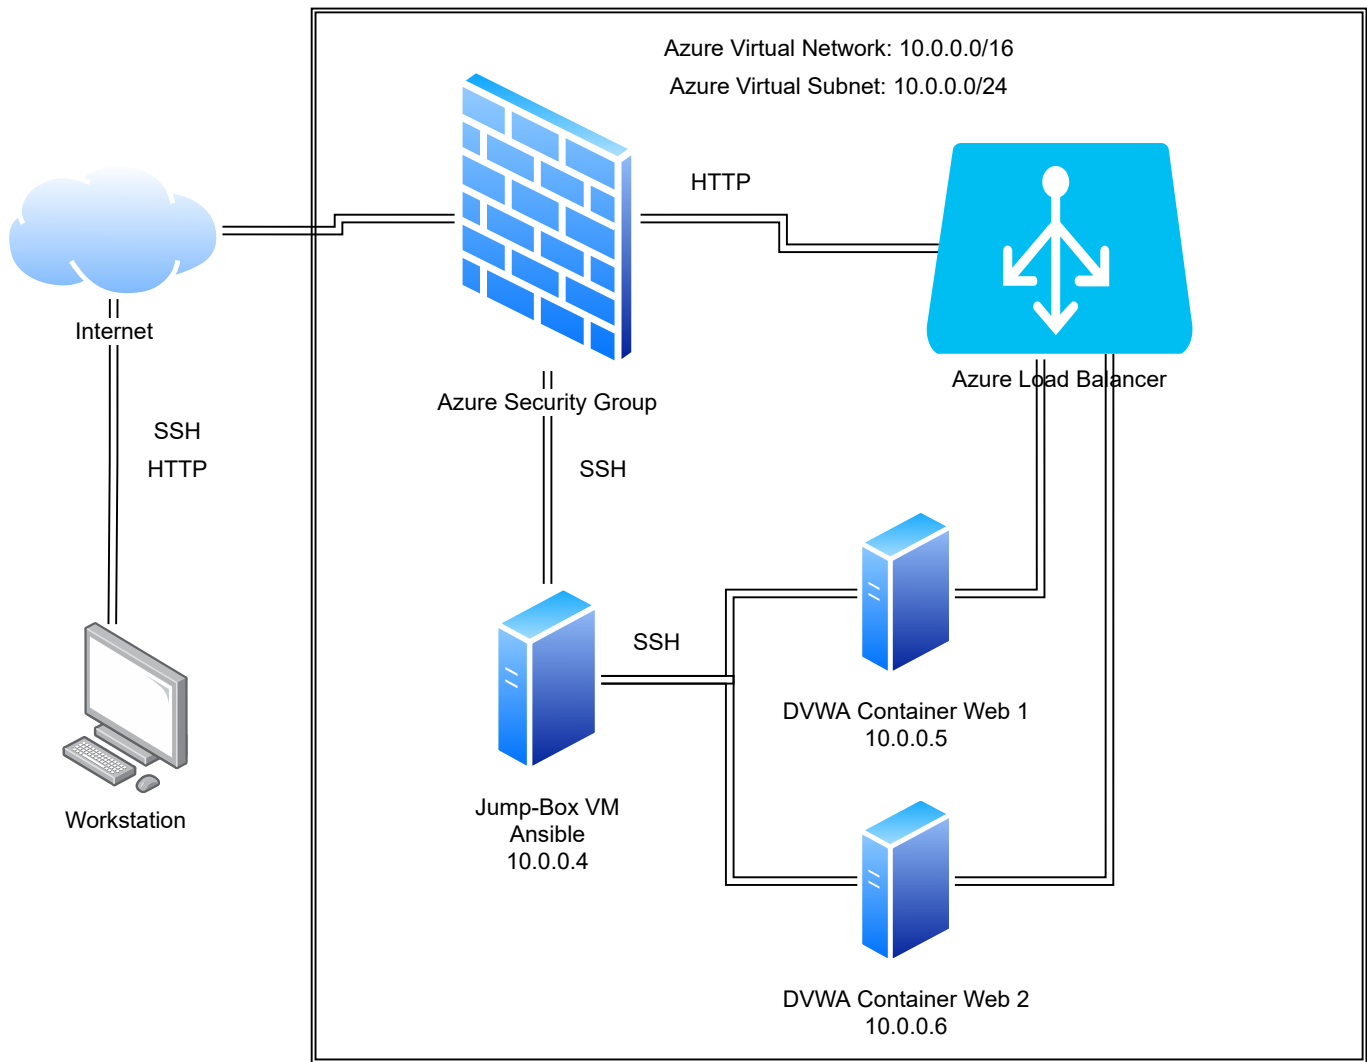 Azure Virtual Network: 10.0.0.0/16
Azure Virtual Subnet: 10.0.0.0/24
HTTP
Internet
Azure Load Balancer
Azure Security Group
SSH
HTTP
SSH
SSH
DVWA Container Web 1
10.0.0.5
Jump-Box VM
Ansible
10.0.0.4
Workstation
DVWA Container Web 2
10.0.0.6